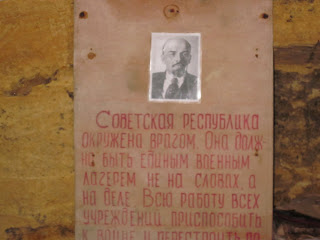 Советская республика
окружена врагом. Она долж-
на быть единым военным
лагерем не на словах, а
на деле. Всю работу всех
учреждений приспособить
к войне и перестроить по